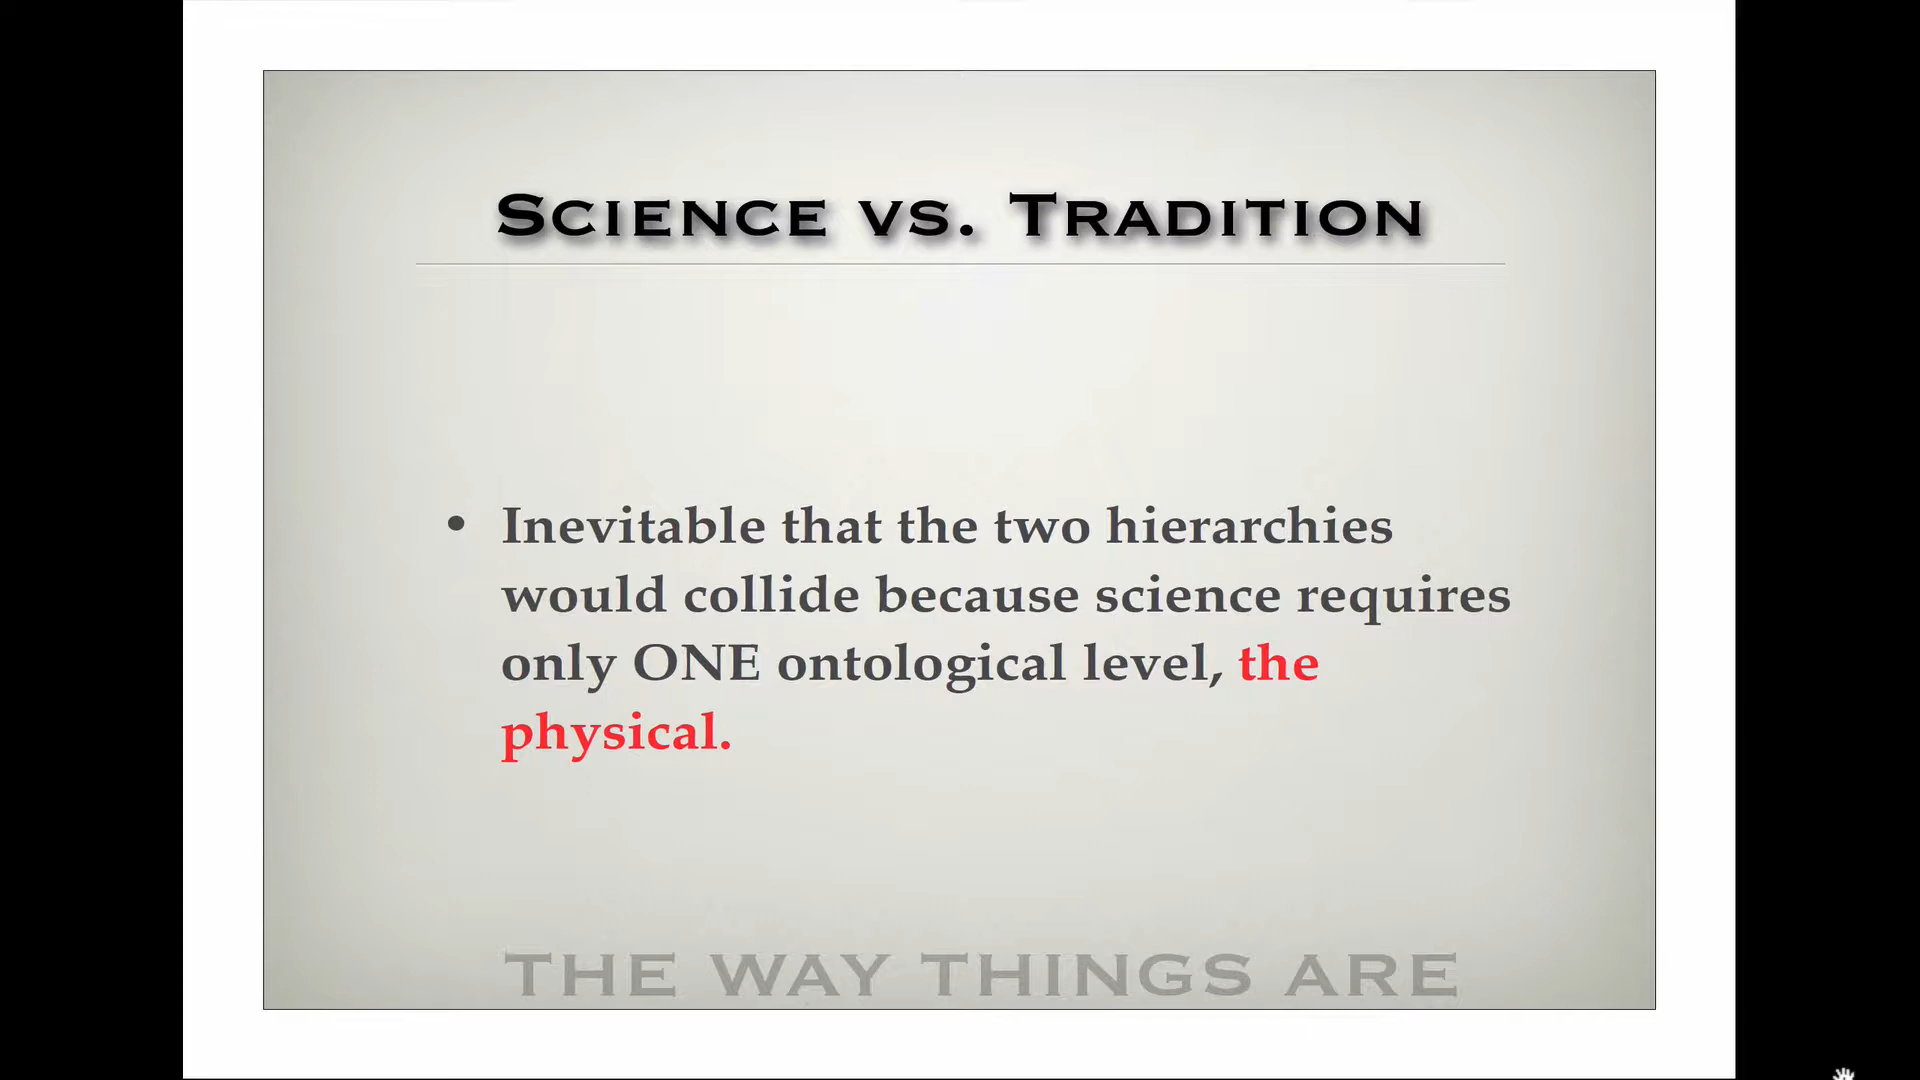 SCIENCE VS. TRADITION
• Inevitable that the two hierarchies
would collide because science requires
only ONE ontological level, the
physical.
THE WAY THINGS ARE